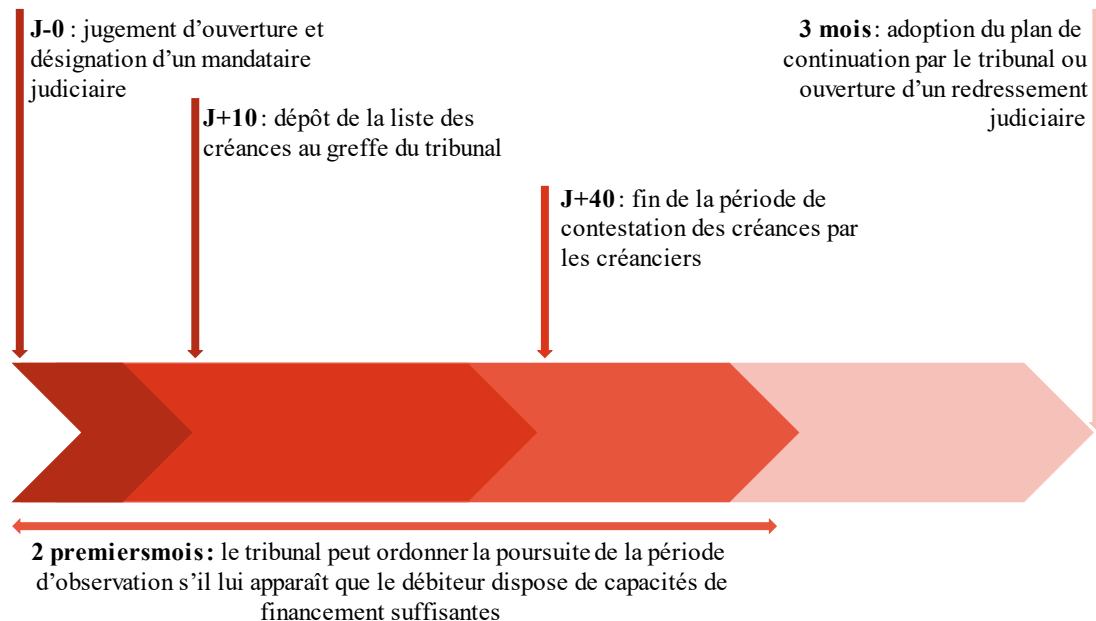 J-0 : jugement d’ouverture et
désignation d’un mandataire
judiciaire
J+10 : dépôt de la liste des
créances au greffe du tribunal
J+40 : fin de la période de
contestation des créances par
les créanciers
3 mois : adoption du plan de
continuation par le tribunal ou
ouverture d’un redressement
judiciaire
2 premiersmois : le tribunal peut ordonner la poursuite de la période
d’observation s’il lui apparaît que le débiteur dispose de capacités de
financement suffisantes